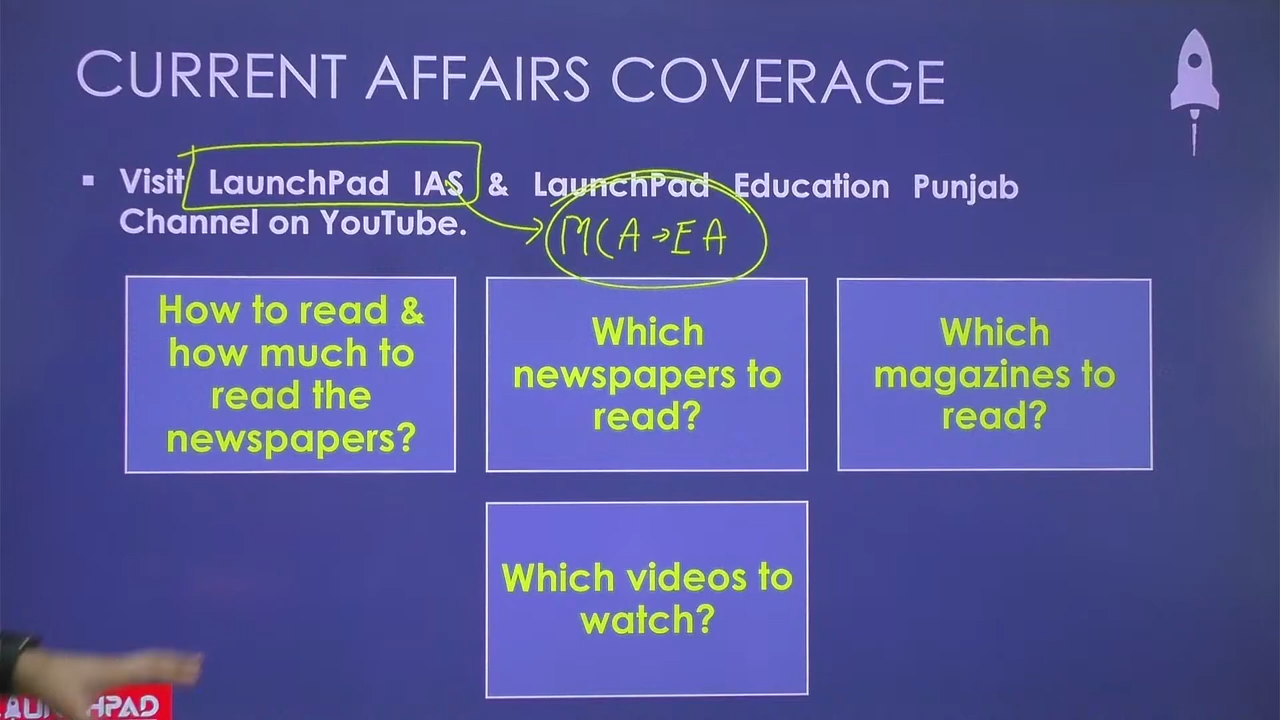 CURRENT AFFAIRS COVERAGE
▪ Visit LaunchPad IAS & LaunchPad Education Punjab
Channel on YouTube.
MCA → EA
How to read &
how much to
read the
newspapers?
Which
newspapers to
read?
Which
magazines to
read?
Which videos to
watch?